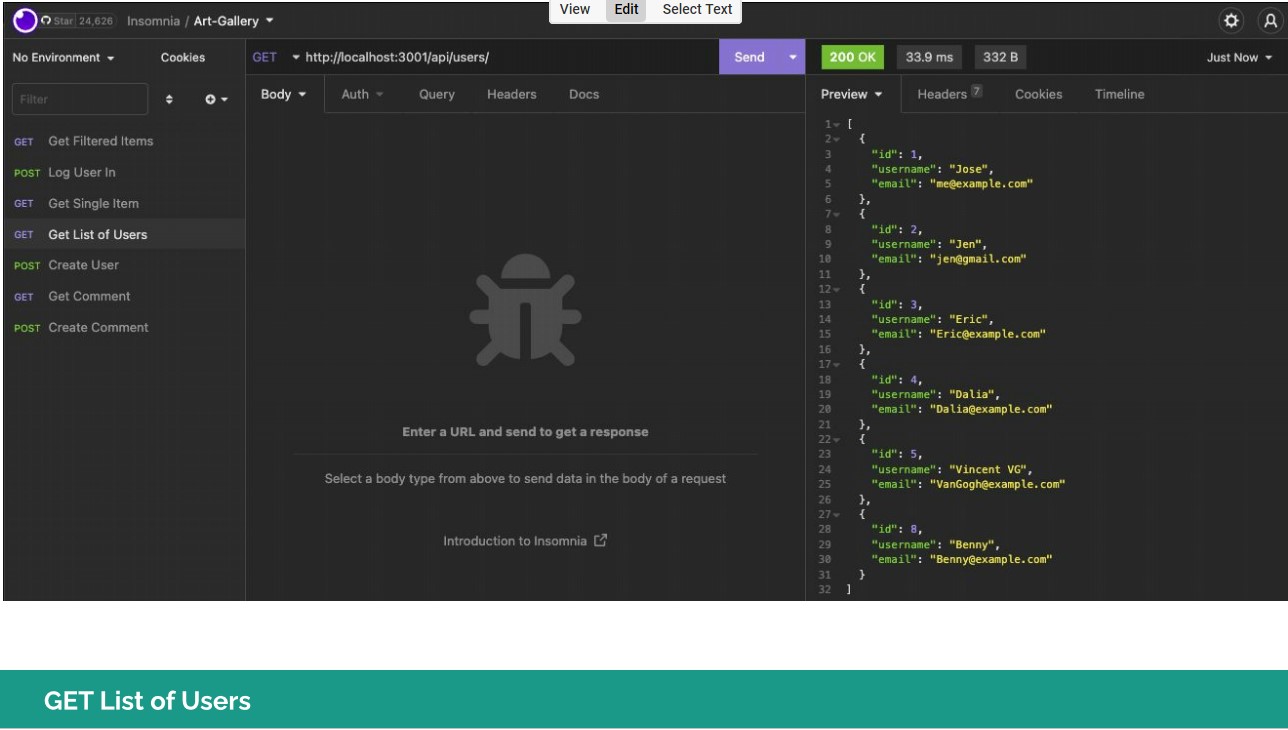 View Edit Select Text
Star 24,626 Insomnia / Art-Gallery
No Environment Cookies
GET http://localhost:3001/api/users/ Send
200 OK 33.9 ms 332 B Just Now
Filter
Body Auth Query Headers Docs
Preview Headers 7 Cookies Timeline
GET Get Filtered Items
POST Log User In
GET Get Single Item
GET Get List of Users
POST Create User
GET Get Comment
POST Create Comment
Enter a URL and send to get a response
Select a body type from above to send data in the body of a request
Introduction to Insomnia
1 [
2 {
3 "id": 1,
4 "username": "Jose",
5 "email": "me@example.com"
6 },
7 {
8 "id": 2,
9 "username": "Jen",
10 "email": "jen@gmail.com"
11 },
12 {
13 "id": 3,
14 "username": "Eric",
15 "email": "Eric@example.com"
16 },
17 {
18 "id": 4,
19 "username": "Dalia",
20 "email": "Dalia@example.com"
21 },
22 {
23 "id": 5,
24 "username": "Vincent VG",
25 "email": "VanGogh@example.com"
26 },
27 {
28 "id": 8,
29 "username": "Benny",
30 "email": "Benny@example.com"
31 }
32 ]
GET List of Users